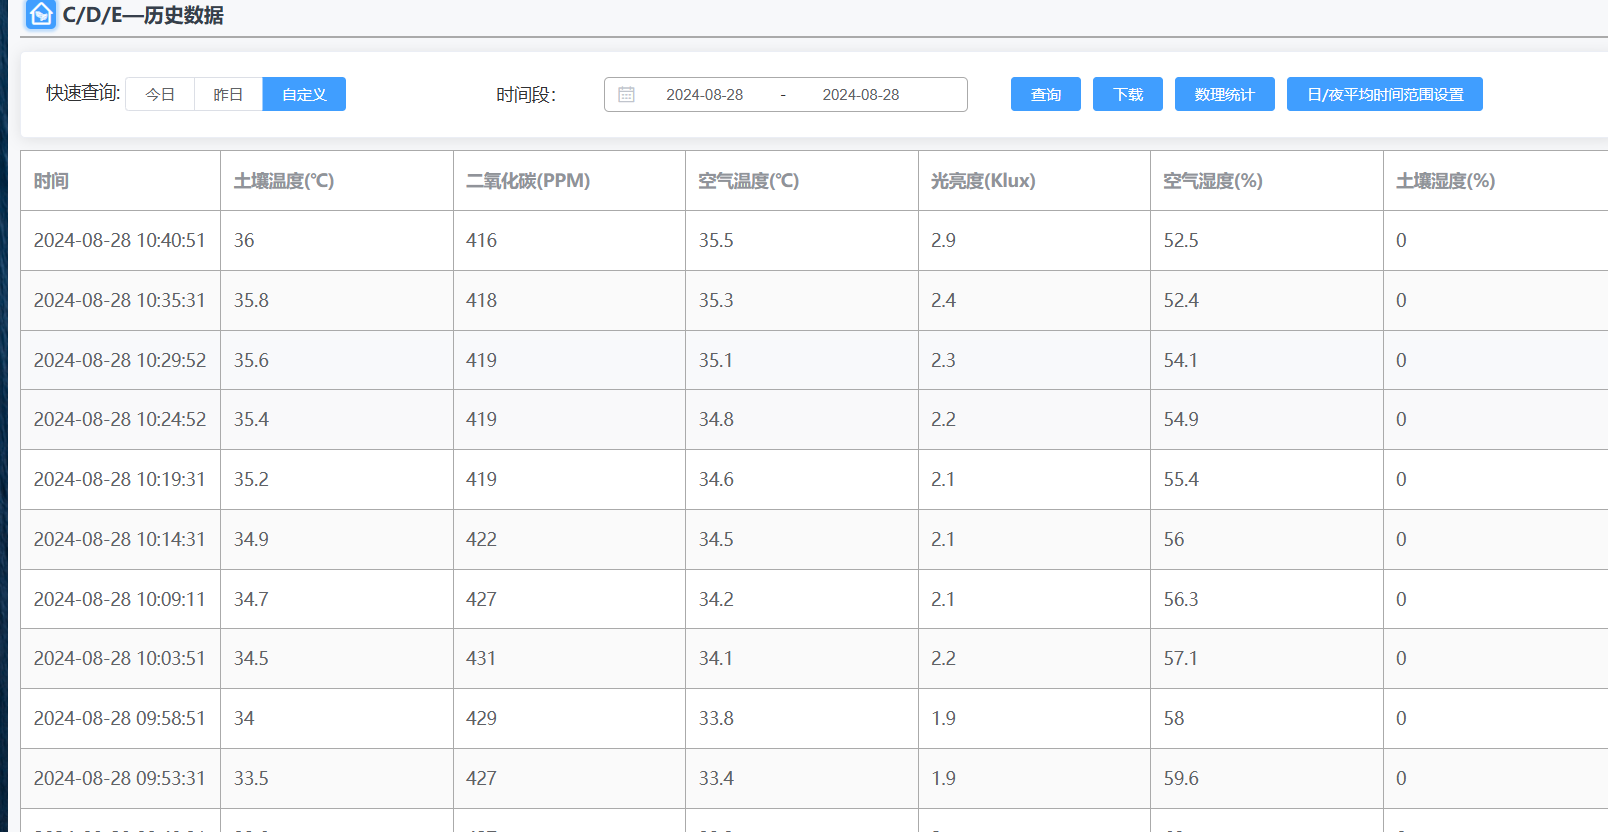 C/D/E—历史数据
快速查询: 今日 昨日 自定义 时间段： 2024-08-28 - 2024-08-28 查询 下载 数理统计 日/夜平均时间范围设置
时间 土壤温度(℃) 二氧化碳(PPM) 空气温度(℃) 光亮度(Klux) 空气湿度(%) 土壤湿度(%)
2024-08-28 10:40:51 36 416 35.5 2.9 52.5 0
2024-08-28 10:35:31 35.8 418 35.3 2.4 52.4 0
2024-08-28 10:29:52 35.6 419 35.1 2.3 54.1 0
2024-08-28 10:24:52 35.4 419 34.8 2.2 54.9 0
2024-08-28 10:19:31 35.2 419 34.6 2.1 55.4 0
2024-08-28 10:14:31 34.9 422 34.5 2.1 56 0
2024-08-28 10:09:11 34.7 427 34.2 2.1 56.3 0
2024-08-28 10:03:51 34.5 431 34.1 2.2 57.1 0
2024-08-28 09:58:51 34 429 33.8 1.9 58 0
2024-08-28 09:53:31 33.5 427 33.4 1.9 59.6 0